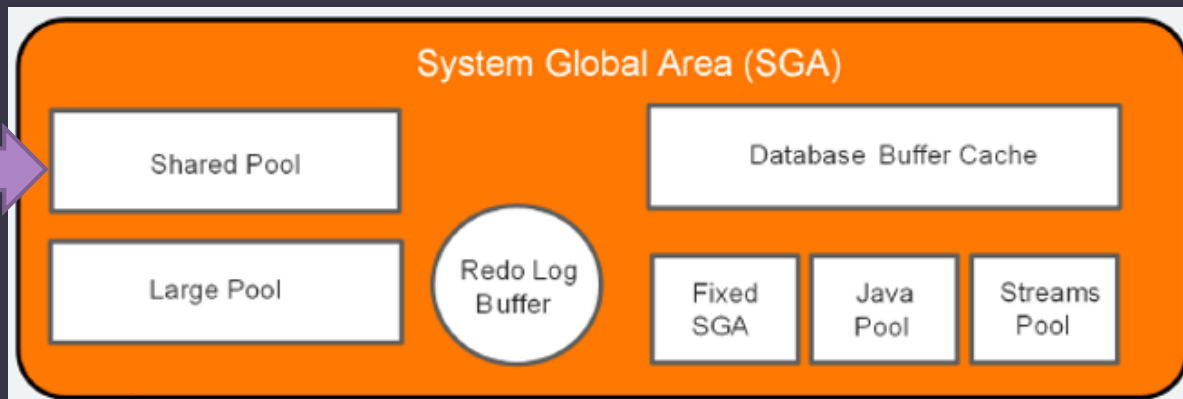 System Global Area (SGA)
Shared Pool
Database Buffer Cache
Large Pool
Redo Log
Buffer
Fixed
SGA
Java
Pool
Streams
Pool